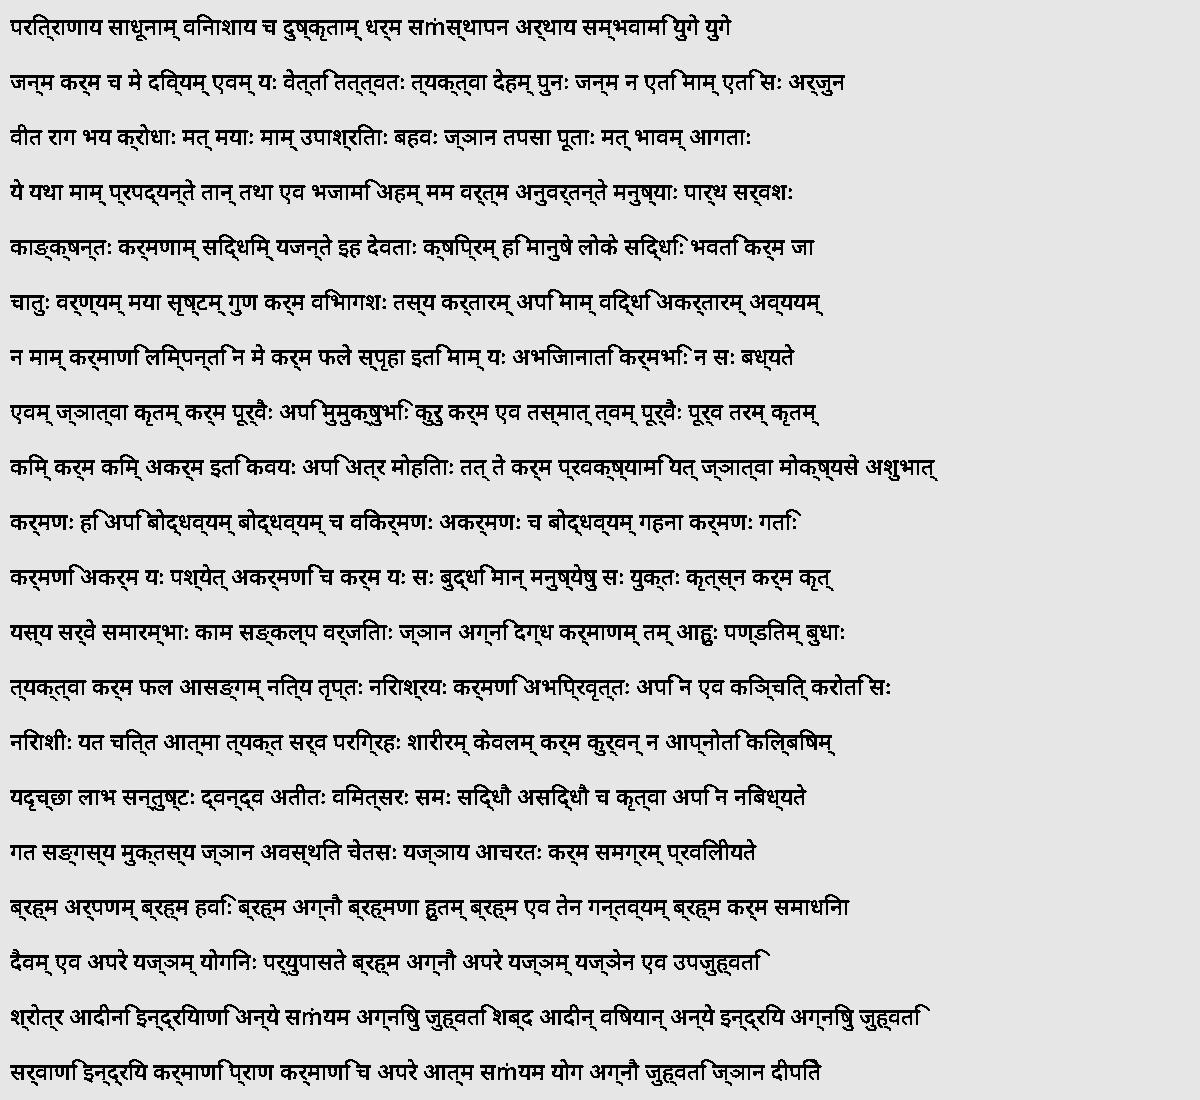 परित्राणाय साधूनाम् विनाशाय च दुष्कृताम् धर्म सṁस्थापन अर्थाय सम्भवामि युगे युगे
जन्म कर्म च मे दिव्यम् एवम् यः वेत्ति तत्त्वतः त्यक्त्वा देहम् पुनः जन्म न एति माम् एति सः अर्जुन
वीत राग भय क्रोधाः मत् मयाः माम् उपाश्रिताः बहवः ज्ञान तपसा पूताः मत् भावम् आगताः
ये यथा माम् प्रपद्यन्ते तान् तथा एव भजामि अहम् मम वर्त्म अनुवर्तन्ते मनुष्याः पार्थ सर्वशः
काङ्क्षन्तः कर्मणाम् सिद्धिम् यजन्ते इह देवताः क्षिप्रम् हि मानुषे लोके सिद्धिः भवति कर्म जा
चातुः वर्ण्यम् मया सृष्टम् गुण कर्म विभागशः तस्य कर्तारम् अपि माम् विद्धि अकर्तारम् अव्ययम्
न माम् कर्माणि लिम्पन्ति न मे कर्म फले स्पृहा इति माम् यः अभिजानाति कर्मभिः न सः बध्यते
एवम् ज्ञात्वा कृतम् कर्म पूर्वैः अपि मुमुक्षुभिः कुरु कर्म एव तस्मात् त्वम् पूर्वैः पूर्व तरम् कृतम्
किम् कर्म किम् अकर्म इति कवयः अपि अत्र मोहिताः तत् ते कर्म प्रवक्ष्यामि यत् ज्ञात्वा मोक्ष्यसे अशुभात्
कर्मणः हि अपि बोद्धव्यम् बोद्धव्यम् च विकर्मणः अकर्मणः च बोद्धव्यम् गहना कर्मणः गतिः
कर्मणि अकर्म यः पश्येत् अकर्मणि च कर्म यः सः बुद्धिमान् मनुष्येषु सः युक्तः कृत्स्न कर्म कृत्
यस्य सर्वे समारम्भाः काम सङ्कल्प वर्जिताः ज्ञान अग्नि दग्ध कर्माणम् तम् आहुः पण्डितम् बुधाः
त्यक्त्वा कर्म फल आसङ्गम् नित्य तृप्तः निराश्रयः कर्मणि अभिप्रवृत्तः अपि न एव किञ्चित् करोति सः
निराशीः यत चित्त आत्मा त्यक्त सर्व परिग्रहः शारीरम् केवलम् कर्म कुर्वन् न आप्नोति किल्बिषम्
यदृच्छा लाभ सन्तुष्टः द्वन्द्व अतीतः विमत्सरः समः सिद्धौ असिद्धौ च कृत्वा अपि न निबध्यते
गत सङ्गस्य मुक्तस्य ज्ञान अवस्थित चेतसः यज्ञाय आचरतः कर्म समग्रम् प्रविलीयते
ब्रह्म अर्पणम् ब्रह्म हविः ब्रह्म अग्नौ ब्रह्मणा हुतम् ब्रह्म एव तेन गन्तव्यम् ब्रह्म कर्म समाधिना
दैवम् एव अपरे यज्ञम् योगिनः पर्युपासते ब्रह्म अग्नौ अपरे यज्ञम् यज्ञेन एव उपजुह्वति
श्रोत्र आदीनि इन्द्रियाणि अन्ये सṁयम अग्निषु जुह्वति शब्द आदीन् विषयान् अन्ये इन्द्रिय अग्निषु जुह्वति
सर्वाणि इन्द्रिय कर्माणि प्राण कर्माणि च अपरे आत्म सṁयम योग अग्नौ जुह्वति ज्ञान दीपिते